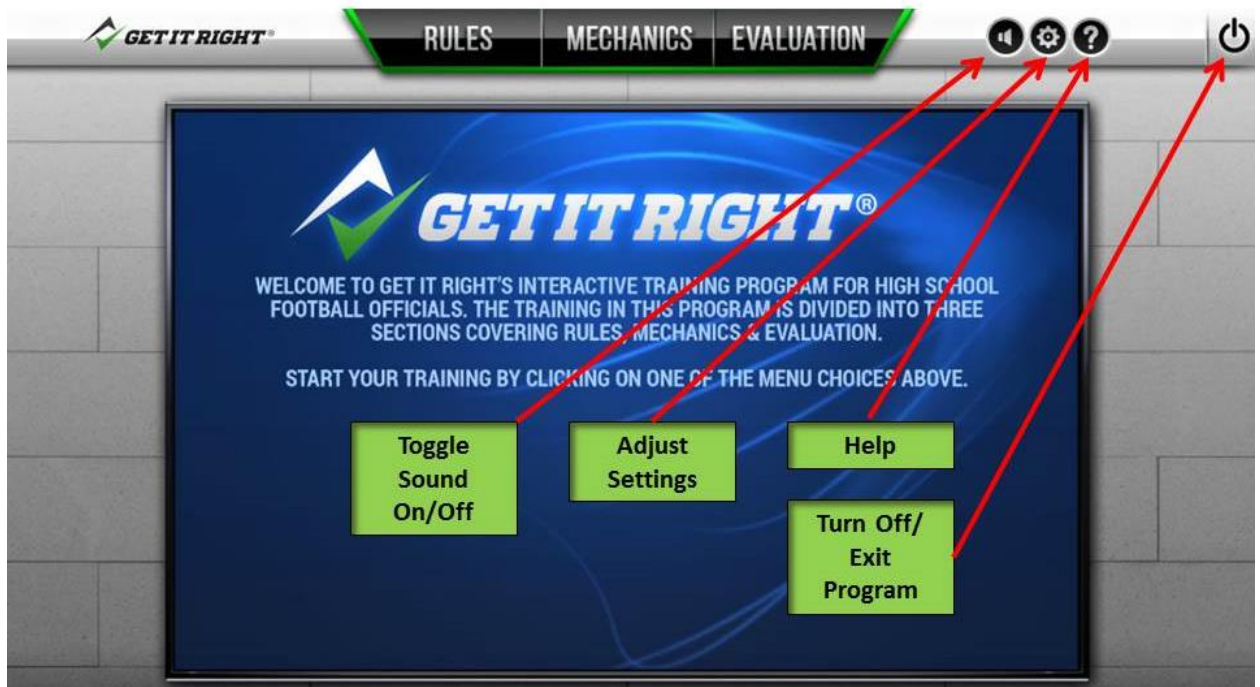 GET IT RIGHT®
RULES
MECHANICS
EVALUATION
?
GET IT RIGHT®
WELCOME TO GET IT RIGHT'S INTERACTIVE TRAINING PROGRAM FOR HIGH SCHOOL
FOOTBALL OFFICIALS. THE TRAINING IN THIS PROGRAM IS DIVIDED INTO THREE
SECTIONS COVERING RULES, MECHANICS & EVALUATION.
START YOUR TRAINING BY CLICKING ON ONE OF THE MENU CHOICES ABOVE.
Toggle
Sound
On/Off
Adjust
Settings
Help
Turn Off/
Exit
Program